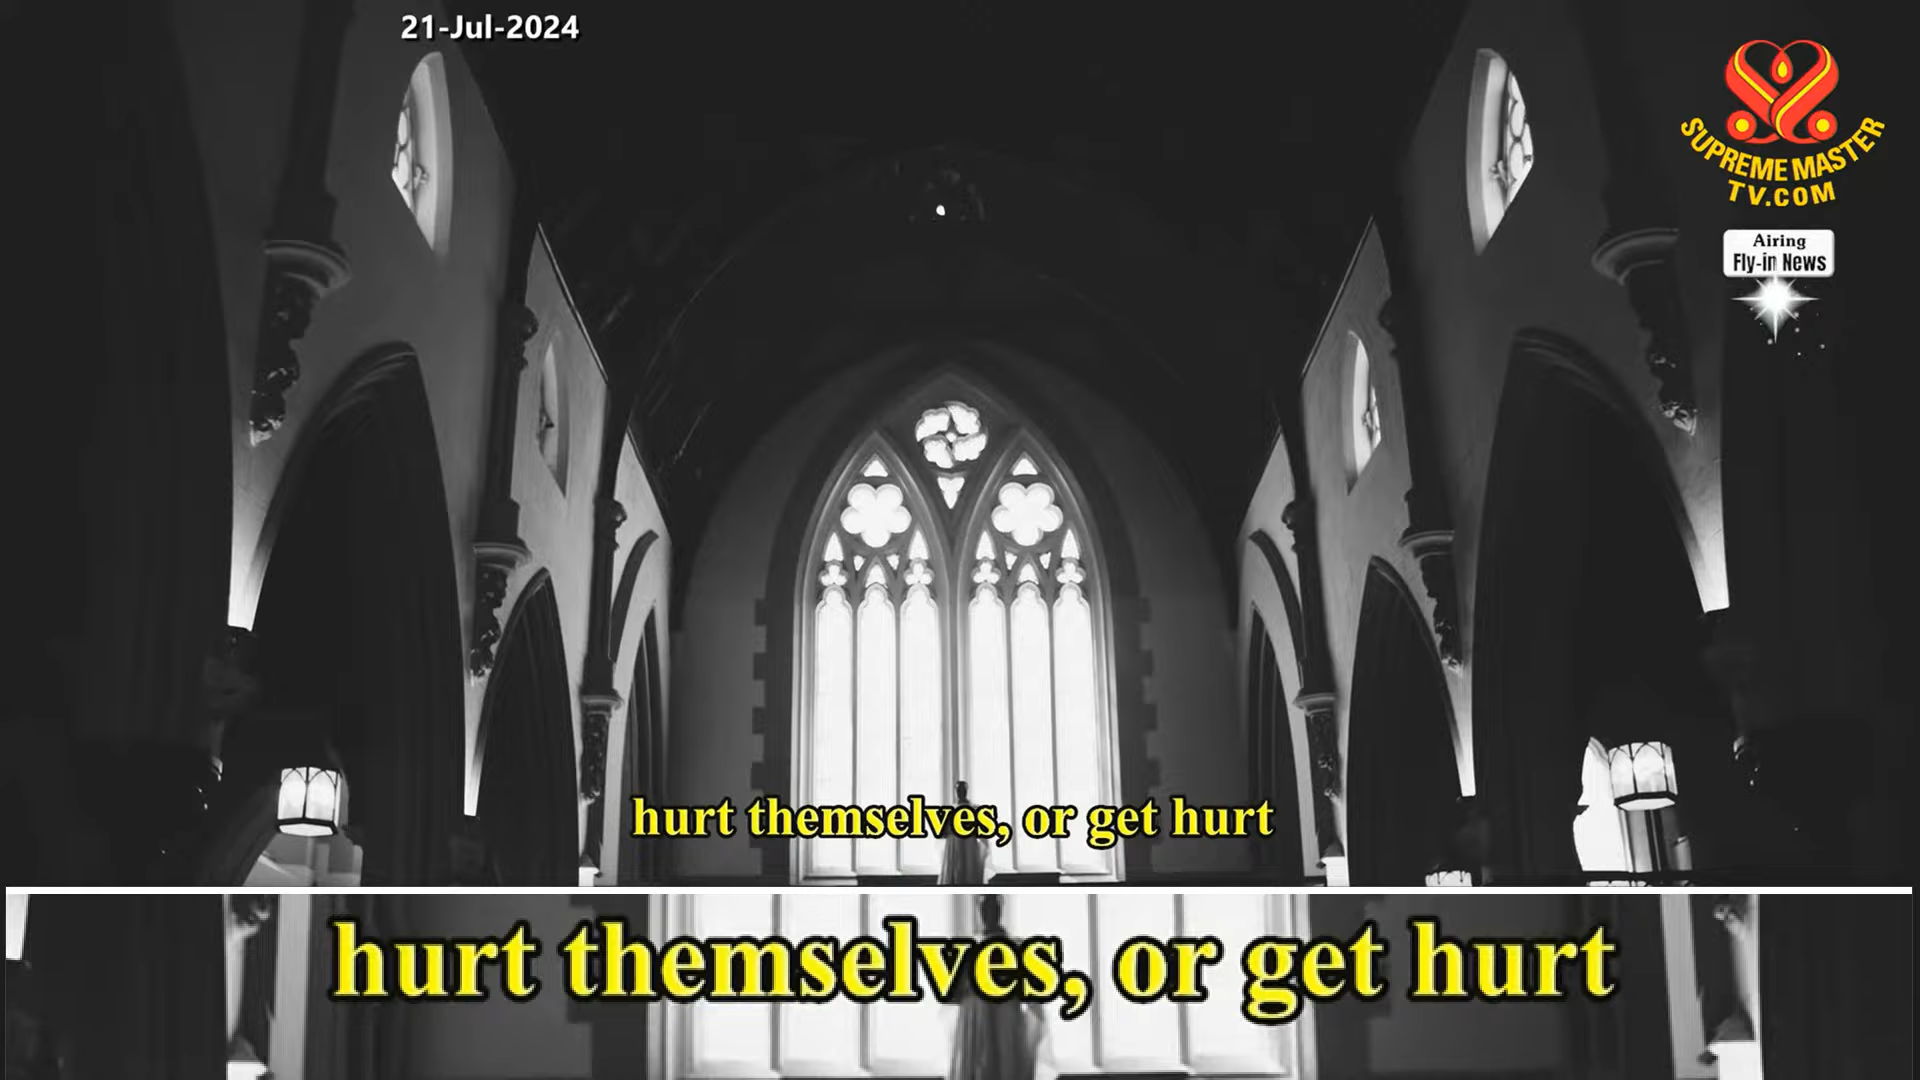 21-Jul-2024
SUPREME MASTER
TV.COM
Airing
Fly-in News
hurt themselves, or get hurt
hurt themselves, or get hurt